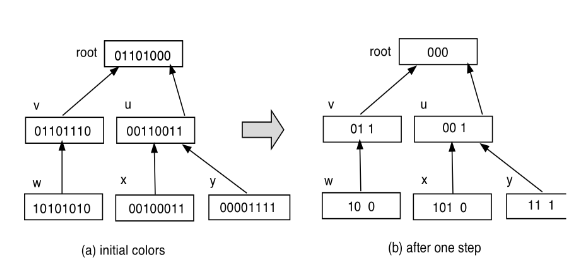 root 01101000
v u
01101110 00110011
w x y
10101010 00100011 00001111
(a) initial colors
root 000
v u
01 1 00 1
w x y
10 0 101 0 11 1
(b) after one step